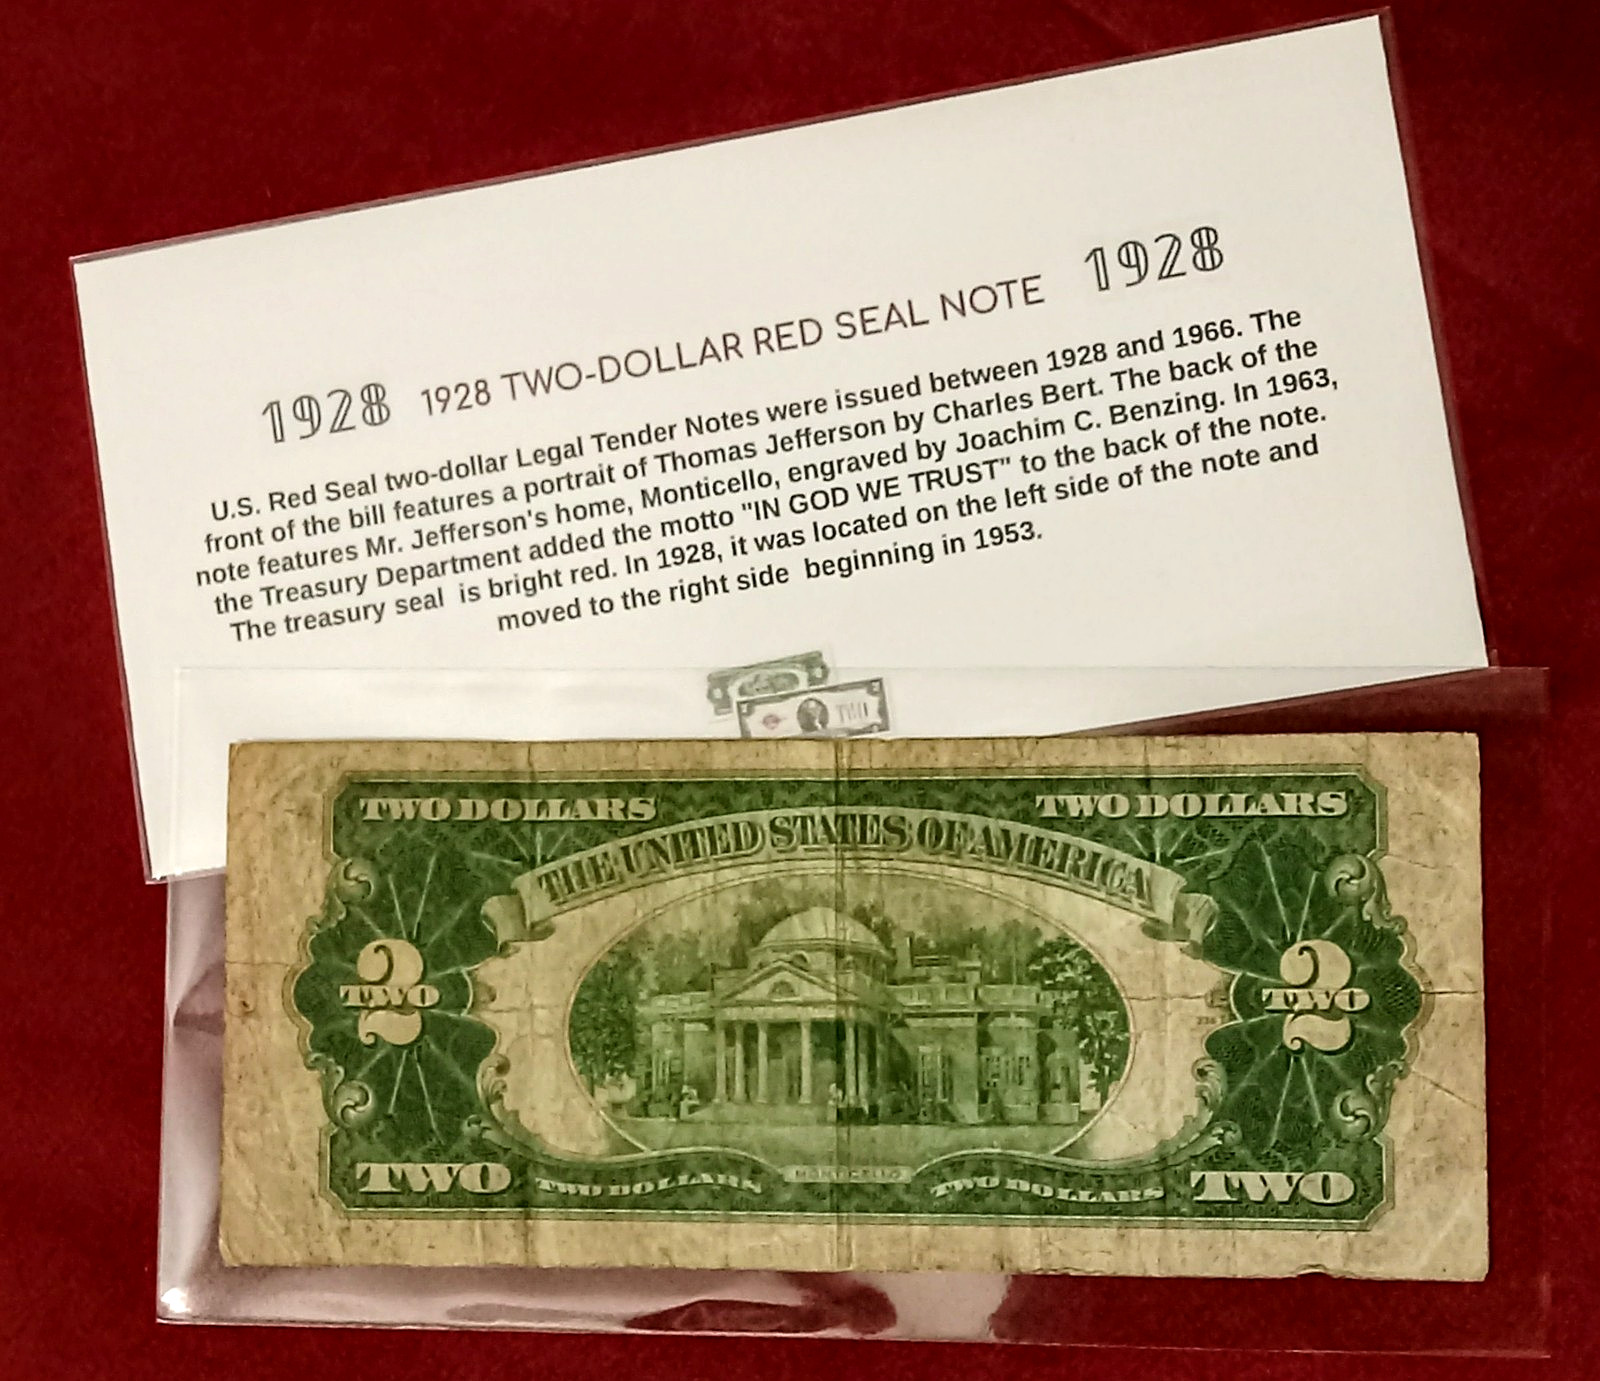 1928 1928 TWO-DOLLAR RED SEAL NOTE 1928
U.S. Red Seal two-dollar Legal Tender Notes were issued between 1928 and 1966. The
front of the bill features a portrait of Thomas Jefferson by Charles Bert. The back of the
note features Mr. Jefferson's home, Monticello, engraved by Joachim C. Benzing. In 1963,
the Treasury Department added the motto "IN GOD WE TRUST" to the back of the note.
The treasury seal is bright red. In 1928, it was located on the left side of the note and
moved to the right side beginning in 1953.
TWO
TWO DOLLARS TWO DOLLARS
THE UNITED STATES OF AMERICA
2 2
TWO TWO
MONTICELLO
TWO TWO DOLLARS TWO DOLLARS TWO